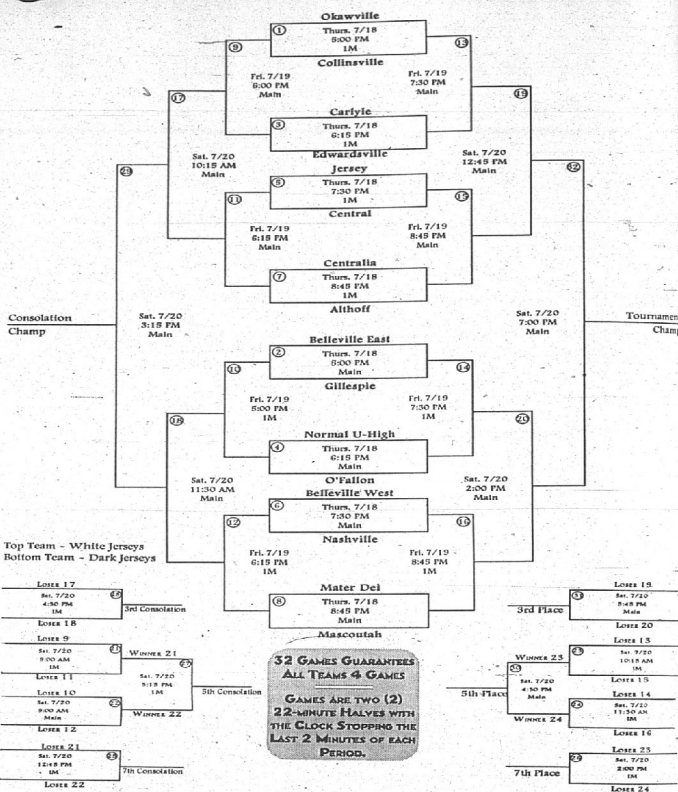 Okawville
1
Thurs. 7/18
5:00 PM
1M
Collinsville
9
Fri. 7/19
6:00 PM
Main
13
Fri. 7/19
7:30 PM
Main
Carlyle
3
Thurs. 7/18
6:15 PM
1M
Edwardsville
17
Sat. 7/20
10:15 AM
Main
19
Sat. 7/20
12:45 PM
Main
Jersey
5
Thurs. 7/18
7:30 PM
1M
Central
11
Fri. 7/19
6:15 PM
Main
15
Fri. 7/19
8:45 PM
Main
Centralia
7
Thurs. 7/18
8:45 PM
1M
Althoff
Consolation
Champ
Sat. 7/20
3:15 PM
Main
32
Sat. 7/20
7:00 PM
Main
Tournamen
Champ
Belleville East
2
Thurs. 7/18
5:00 PM
Main
Gillespie
10
Fri. 7/19
5:00 PM
1M
14
Fri. 7/19
7:30 PM
1M
Normal U-High
4
Thurs. 7/18
6:15 PM
Main
O'Fallon
18
Sat. 7/20
11:30 AM
Main
20
Sat. 7/20
2:00 PM
Main
Belleville West
6
Thurs. 7/18
7:30 PM
Main
Nashville
12
Fri. 7/19
6:15 PM
1M
16
Fri. 7/19
8:45 PM
1M
Mater Dei
8
Thurs. 7/18
8:45 PM
Main
Mascoutah
Top Team - White Jerseys
Bottom Team - Dark Jerseys
Loser 17
Sat. 7/20
4:30 PM
1M
Loser 18
3rd Consolation
Loser 9
Sat. 7/20
9:00 AM
1M
Loser 11
Winner 21
Sat. 7/20
5:15 PM
1M
5th Consolation
Loser 10
Sat. 7/20
9:00 AM
Main
Loser 12
Winner 22
Loser 21
Sat. 7/20
12:45 PM
1M
Loser 22
7th Consolation
32 Games Guarantees
All Teams 4 Games
Games are two (2)
22-minute Halves with
the Clock Stopping the
Last 2 Minutes of each
Period.
Loser 19
31
Sat. 7/20
5:45 PM
Main
Loser 20
3rd Place
Loser 13
23
Sat. 7/20
10:15 AM
1M
Loser 15
Winner 23
30
Sat. 7/20
4:30 PM
Main
5th Place
Loser 14
24
Sat. 7/20
11:30 AM
1M
Loser 16
Winner 24
Loser 23
Sat. 7/20
2:00 PM
1M
Loser 24
7th Place